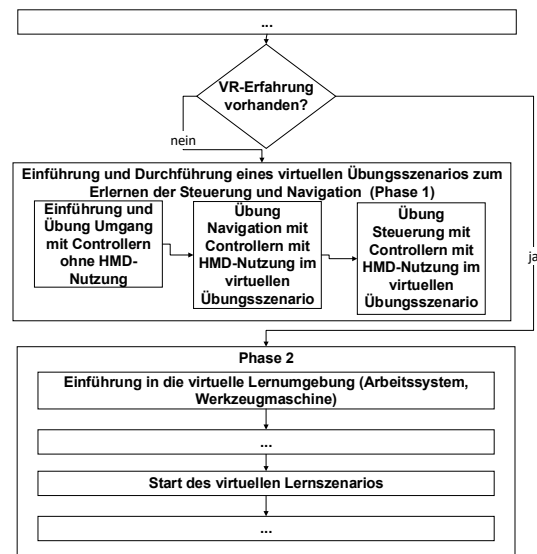 ...
VR-Erfahrung
vorhanden?
nein
ja
Einführung und Durchführung eines virtuellen Übungsszenarios zum
Erlernen der Steuerung und Navigation (Phase 1)
Einführung und
Übung Umgang
mit Controllern
ohne HMD-
Nutzung
Übung
Navigation mit
Controllern mit
HMD-Nutzung im
virtuellen
Übungsszenario
Übung
Steuerung mit
Controllern mit
HMD-Nutzung im
virtuellen
Übungsszenario
Phase 2
Einführung in die virtuelle Lernumgebung (Arbeitssystem,
Werkzeugmaschine)
...
Start des virtuellen Lernszenarios
...